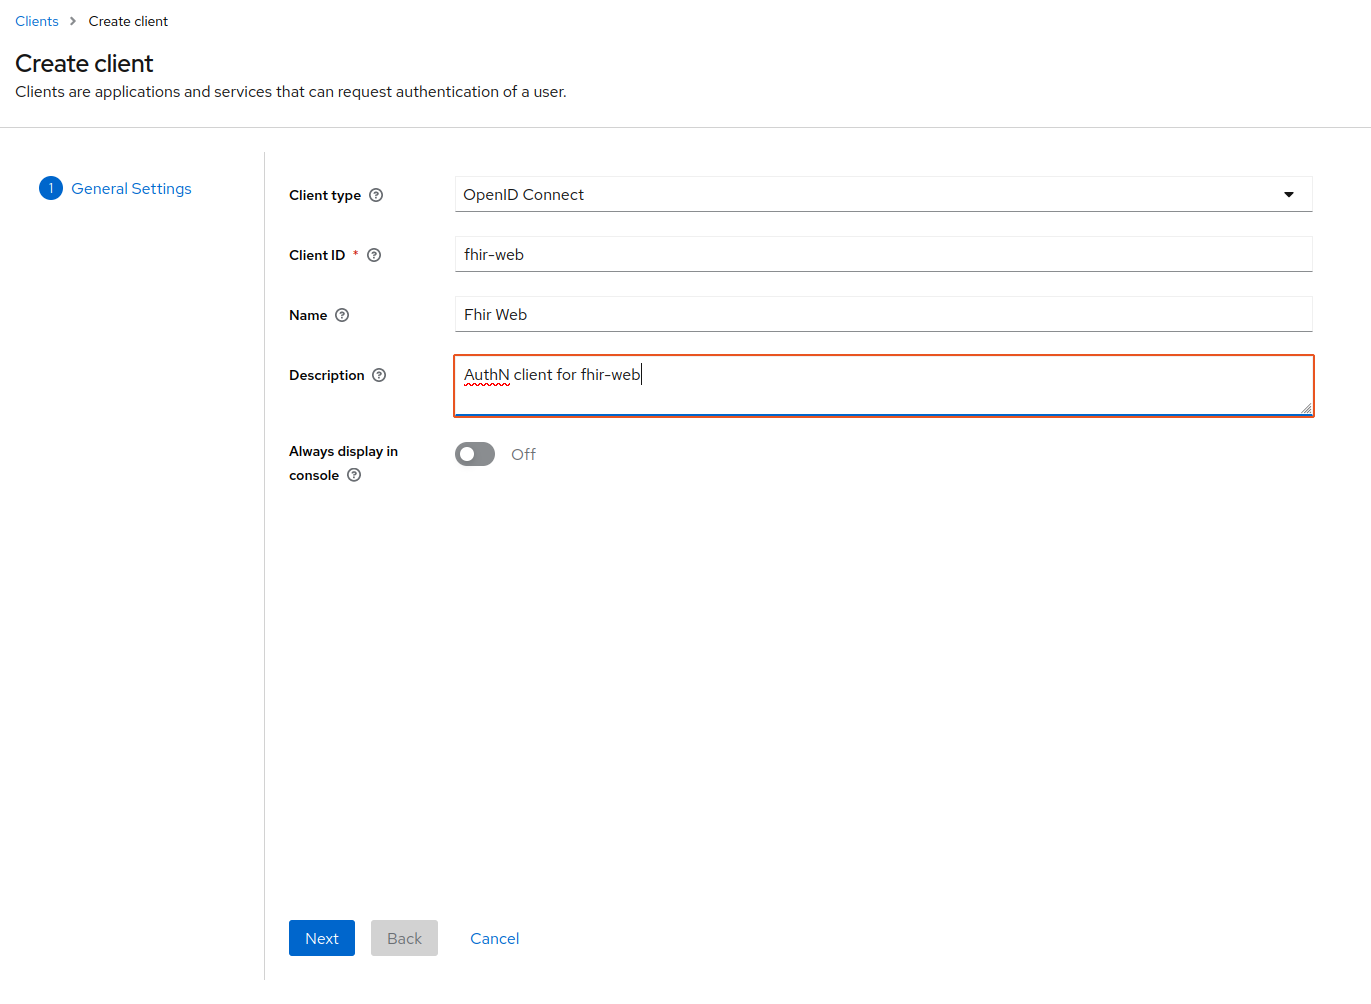 Clients > Create client
Create client
Clients are applications and services that can request authentication of a user.
1 General Settings
Client type
OpenID Connect
Client ID *
fhir-web
Name
Fhir Web
Description
AuthN client for fhir-web
Always display in
console
Off
Next Back Cancel